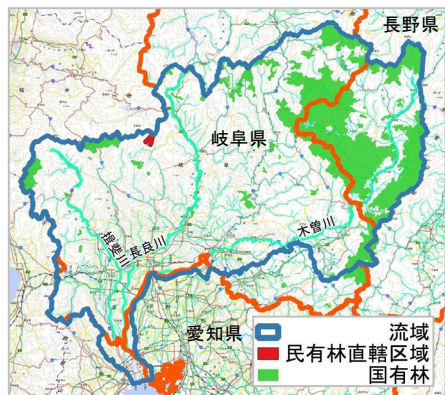 長野県
岐阜県
揖斐川
長良川
木曽川
愛知県
流域
民有林直轄区域
国有林